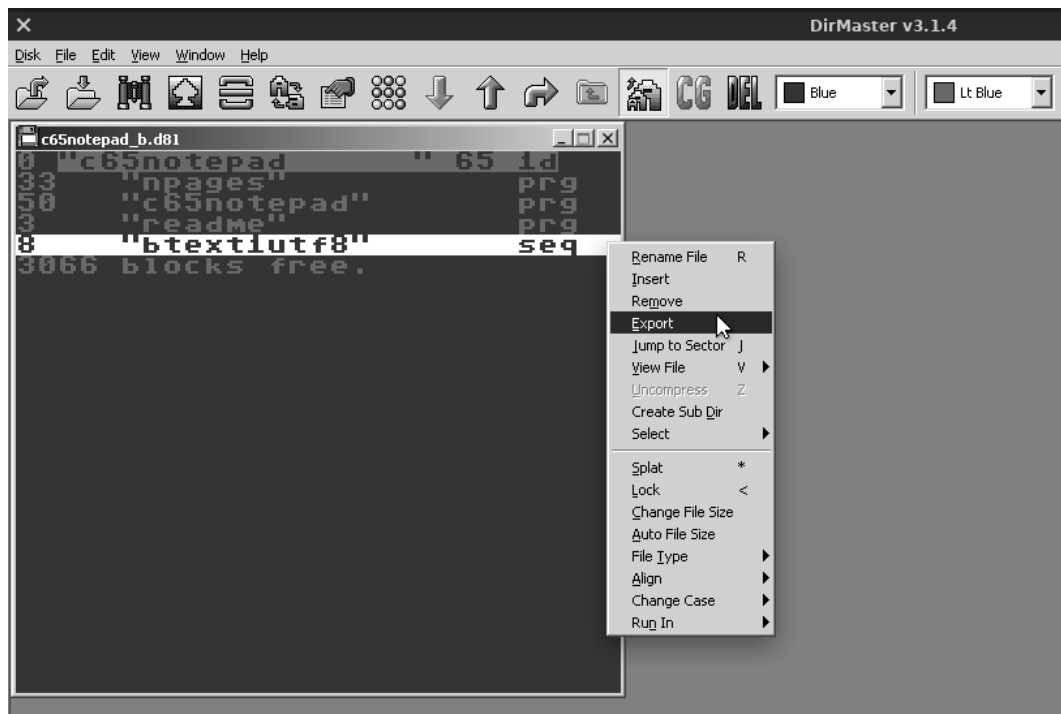 DirMaster v3.1.4
Disk File Edit View Window Help
CG DEL Blue Lt Blue
c65notepad_b.d81
0 "c65notepad " 65 1d
33 "npages" prg
50 "c65notepad" prg
3 "readme" prg
8 "btext1utf8" seq
3066 blocks free.
Rename File R
Insert
Remove
Export
Jump to Sector J
View File V
Uncompress Z
Create Sub Dir
Select
Splat *
Lock <
Change File Size
Auto File Size
File Type
Align
Change Case
Run In